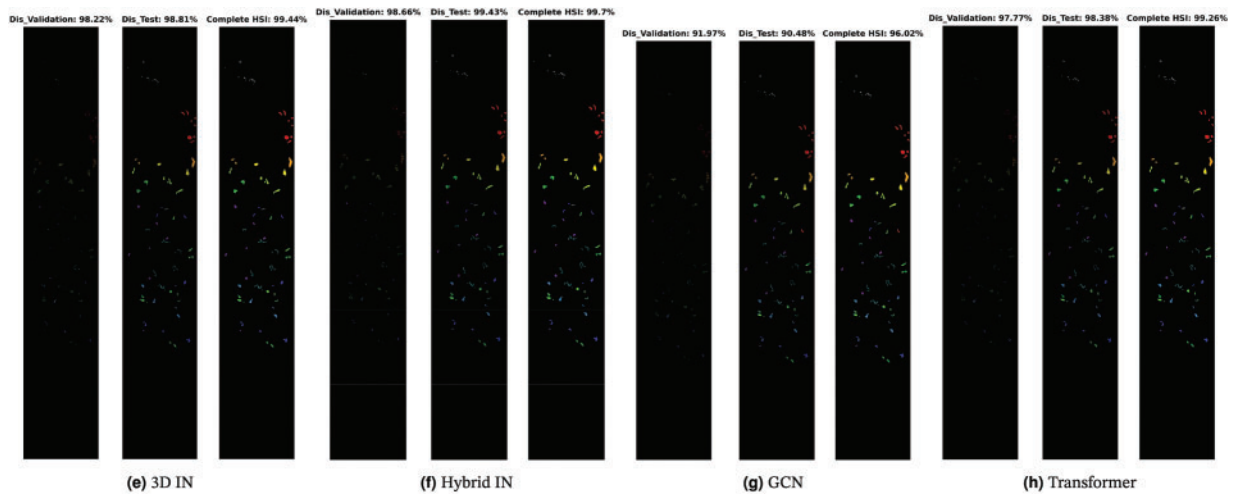 Dis_Validation: 98.22% Dis_Test: 98.81% Complete HSI: 99.44%
(e) 3D IN
Dis_Validation: 98.66% Dis_Test: 99.43% Complete HSI: 99.7%
(f) Hybrid IN
Dis_Validation: 91.97% Dis_Test: 90.48% Complete HSI: 96.02%
(g) GCN
Dis_Validation: 97.77% Dis_Test: 98.38% Complete HSI: 99.26%
(h) Transformer